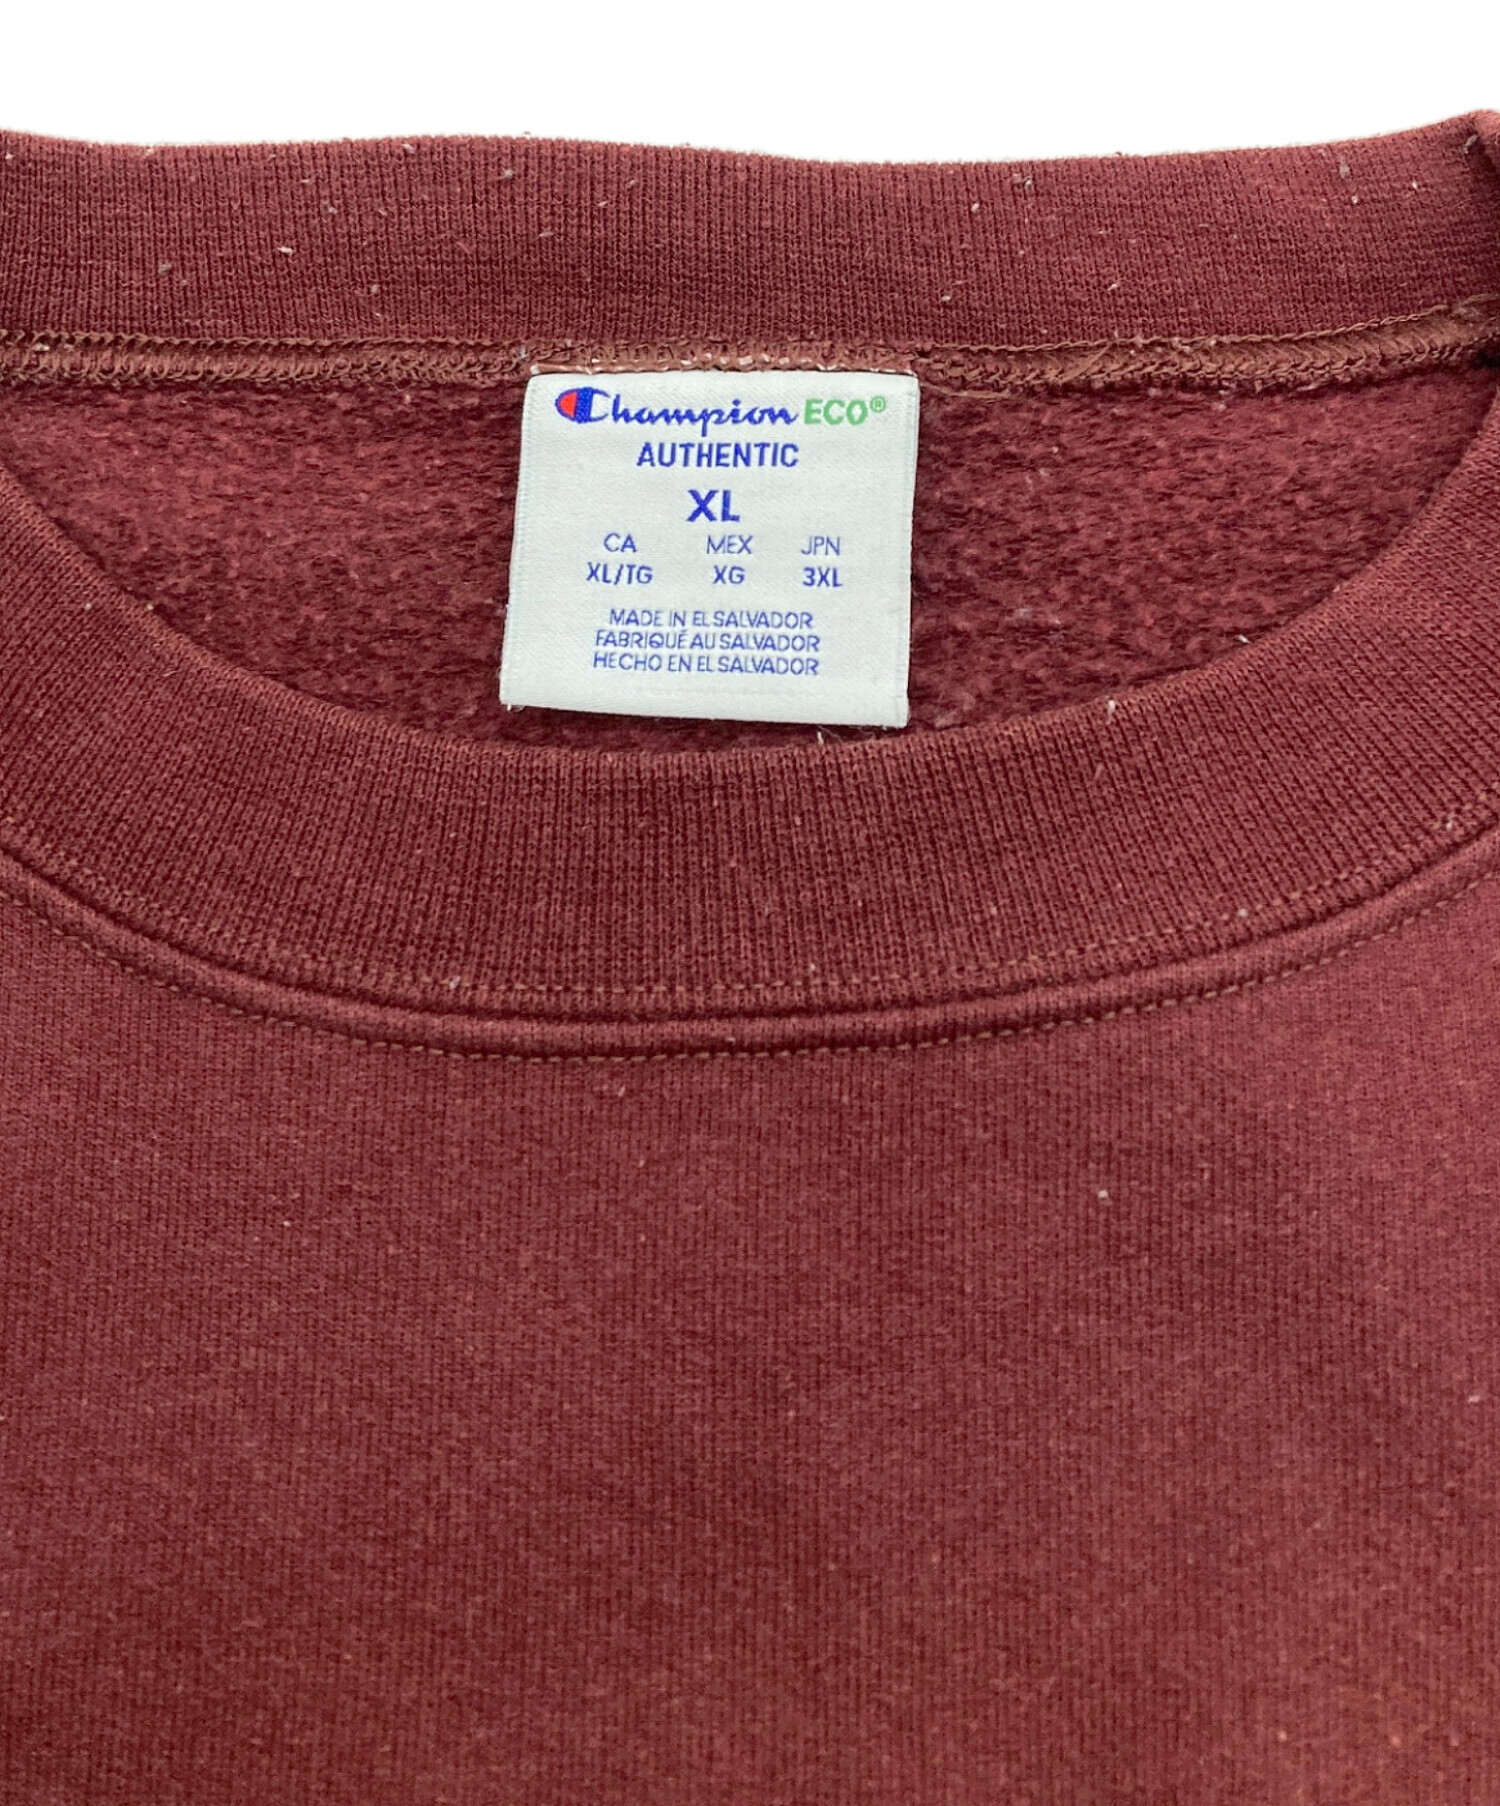 Champion ECO®
AUTHENTIC
XL
CA MEX JPN
XL/TG XG 3XL
MADE IN EL SALVADOR
FABRIQUÉ AU SALVADOR
HECHO EN EL SALVADOR